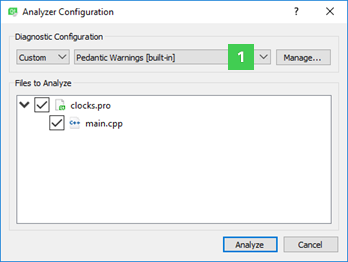 Analyzer Configuration
Diagnostic Configuration
Custom Pedantic Warnings [built-in] 1 Manage...
Files to Analyze
clocks.pro
C++ main.cpp
Analyze Cancel